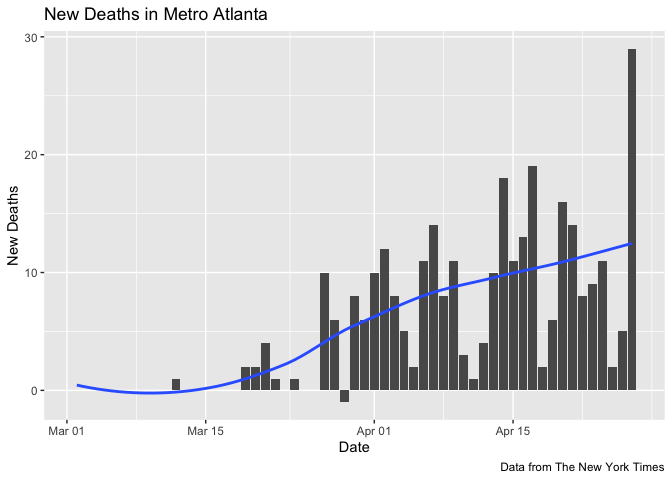 New Deaths in Metro Atlanta
30
20
10
0
New Deaths
Mar 01 Mar 15 Apr 01 Apr 15
Date
Data from The New York Times